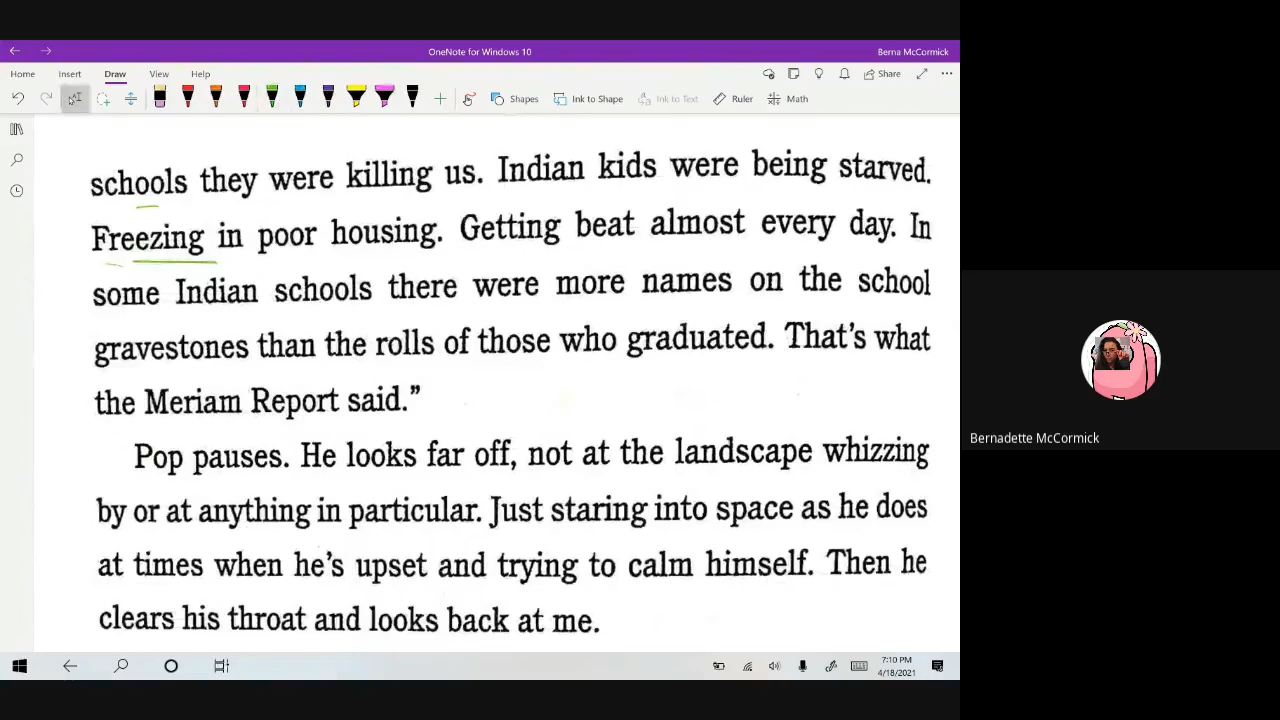 OneNote for Windows 10
Berna McCormick
Home Insert Draw View Help
Share
Shapes Ink to Shape Ink to Text Ruler Math
schools they were killing us. Indian kids were being starved.
Freezing in poor housing. Getting beat almost every day. In
some Indian schools there were more names on the school
gravestones than the rolls of those who graduated. That's what
the Meriam Report said."
Pop pauses. He looks far off, not at the landscape whizzing
by or at anything in particular. Just staring into space as he does
at times when he's upset and trying to calm himself. Then he
clears his throat and looks back at me.
Bernadette McCormick
7:10 PM
4/18/2021